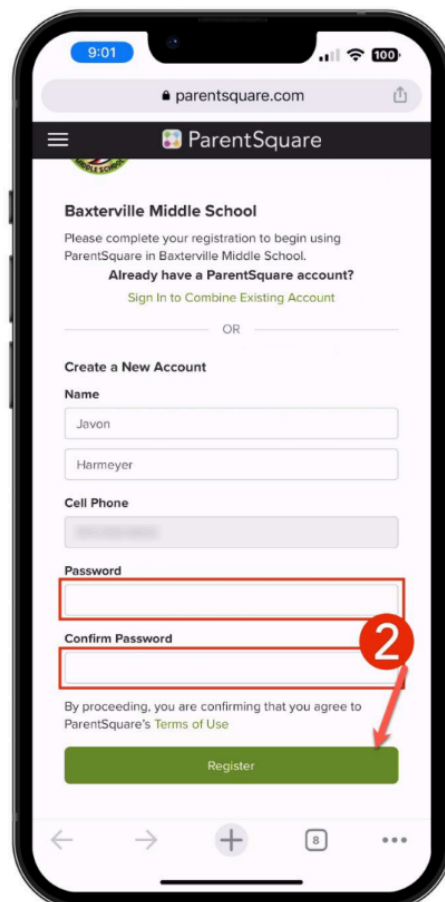 9:01
100
parentsquare.com
ParentSquare
MIDDLE SCHOOL
Baxterville Middle School
Please complete your registration to begin using
ParentSquare in Baxterville Middle School.
Already have a ParentSquare account?
Sign In to Combine Existing Account
OR
Create a New Account
Name
Javon
Harmeyer
Cell Phone
Password
Confirm Password
2
By proceeding, you are confirming that you agree to
ParentSquare's Terms of Use
Register
8